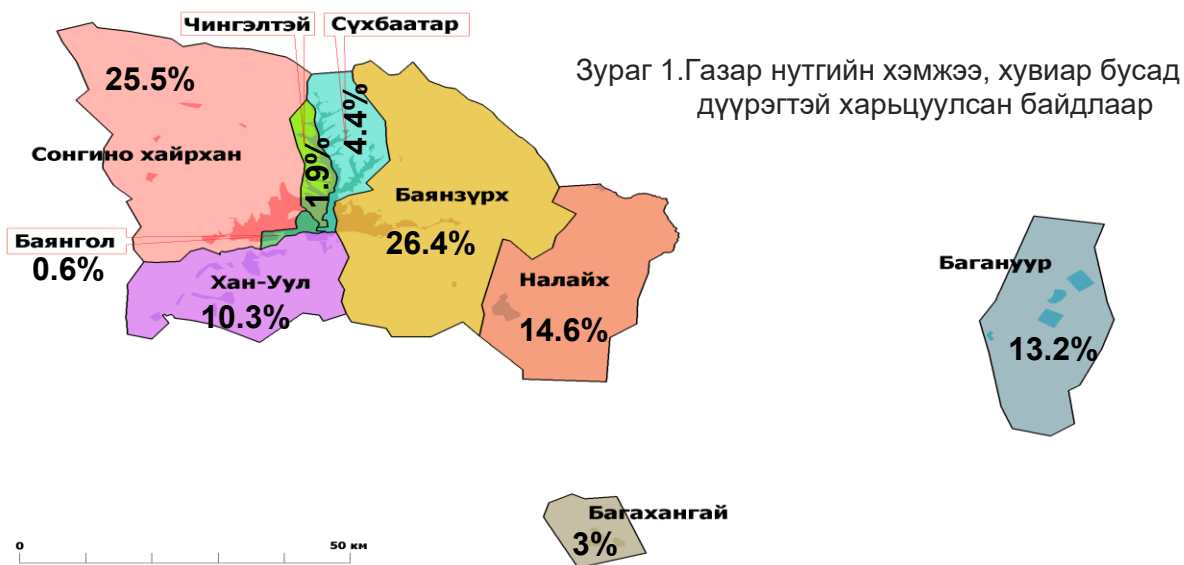 Чингэлтэй
Сүхбаатар
Зураг 1.Газар нутгийн хэмжээ, хувиар бусад
дүүрэгтэй харьцуулсан байдлаар
25.5%
4.4%
Сонгино хайрхан
1.9%
Баянзүрх
26.4%
Баянгол
0.6%
Хан-Уул
10.3%
Налайх
14.6%
Багануур
13.2%
Багахангай
3%
0 50 км